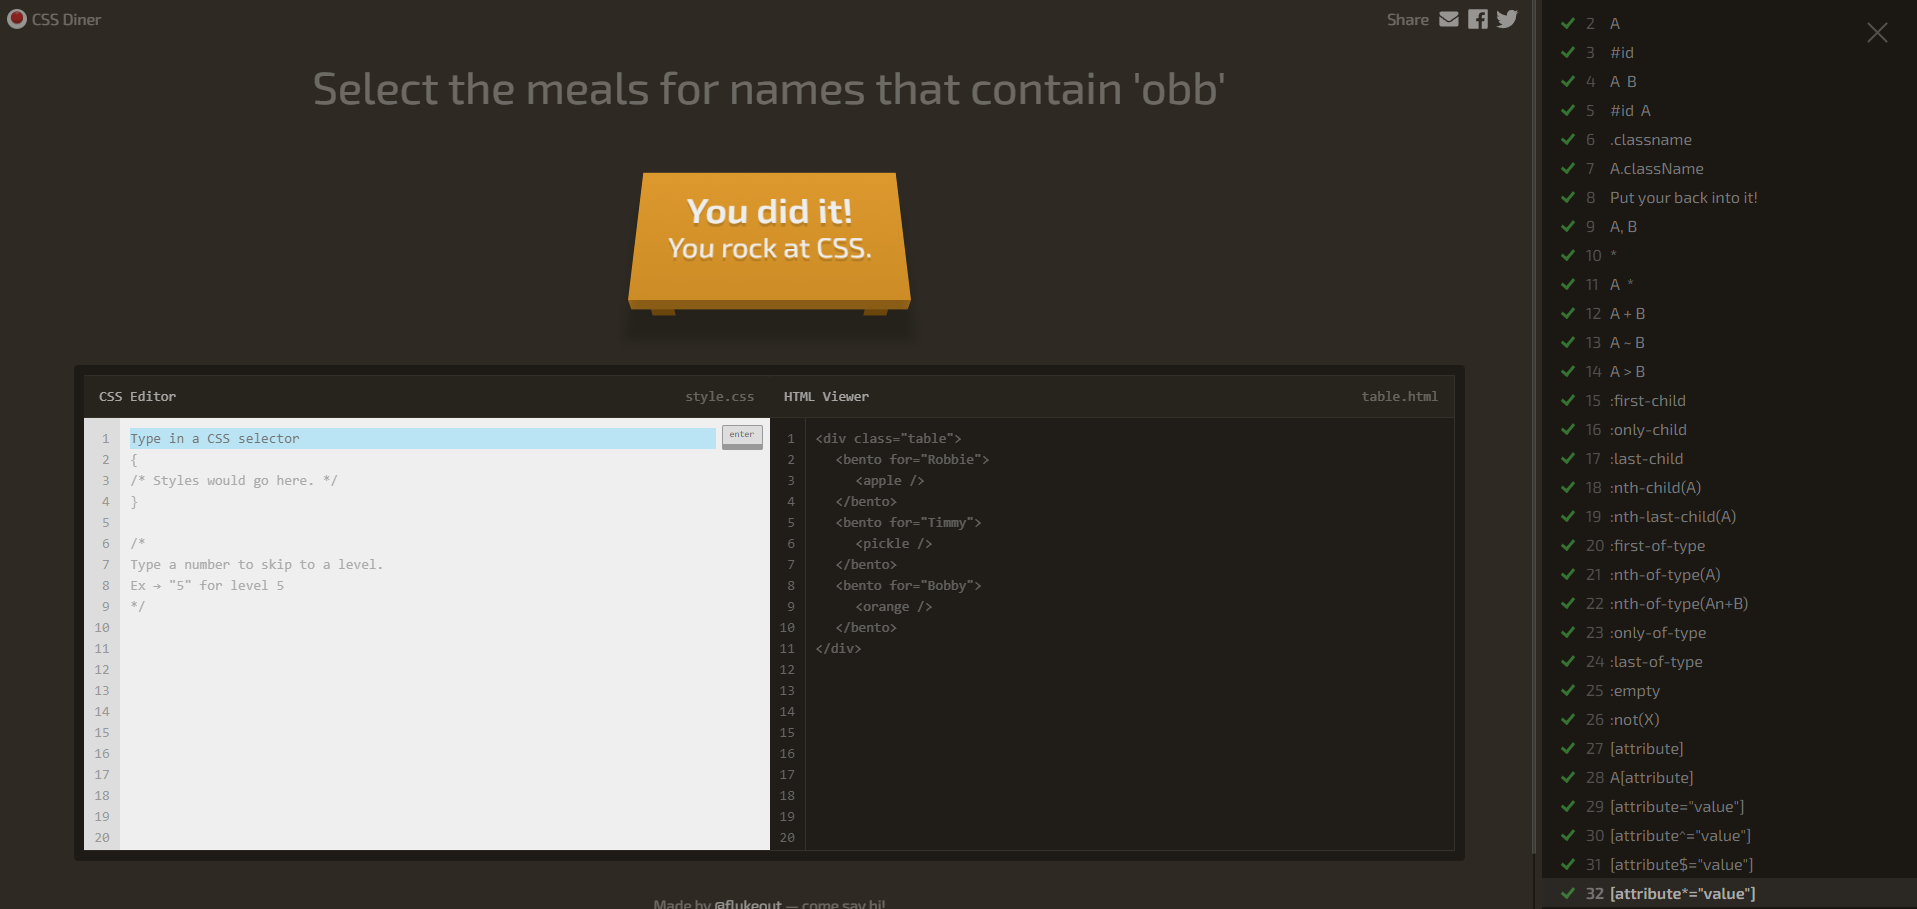 CSS Diner
Share
Select the meals for names that contain 'obb'
You did it!
You rock at CSS.
CSS Editor
style.css
1 Type in a CSS selector
enter
2 {
3 /* Styles would go here. */
4 }
5
6 /*
7 Type a number to skip to a level.
8 Ex → "5" for level 5
9 */
10
11
12
13
14
15
16
17
18
19
20
HTML Viewer
table.html
1 <div class="table">
2 <bento for="Robbie">
3 <apple />
4 </bento>
5 <bento for="Timmy">
6 <pickle />
7 </bento>
8 <bento for="Bobby">
9 <orange />
10 </bento>
11 </div>
12
13
14
15
16
17
18
19
20
Made by @flukeout — come say hi!
2 A
3 #id
4 A B
5 #id A
6 .classname
7 A.className
8 Put your back into it!
9 A, B
10 *
11 A *
12 A + B
13 A ~ B
14 A > B
15 :first-child
16 :only-child
17 :last-child
18 :nth-child(A)
19 :nth-last-child(A)
20 :first-of-type
21 :nth-of-type(A)
22 :nth-of-type(An+B)
23 :only-of-type
24 :last-of-type
25 :empty
26 :not(X)
27 [attribute]
28 A[attribute]
29 [attribute="value"]
30 [attribute^="value"]
31 [attribute$="value"]
32 [attribute*="value"]